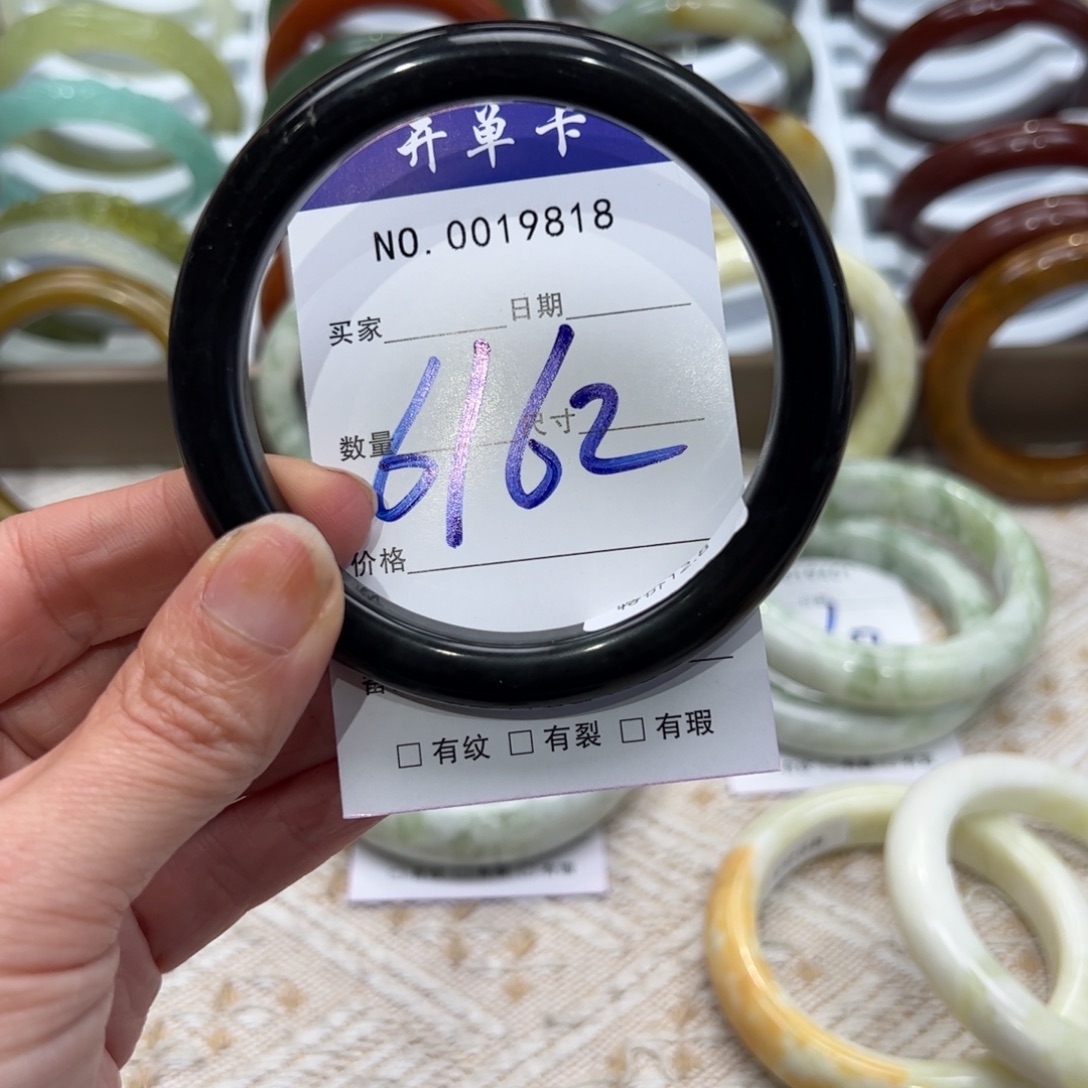 开单卡
NO. 0019818
买家 日期
数量 尺寸
6162
价格
□有纹 □有裂 □有瑕